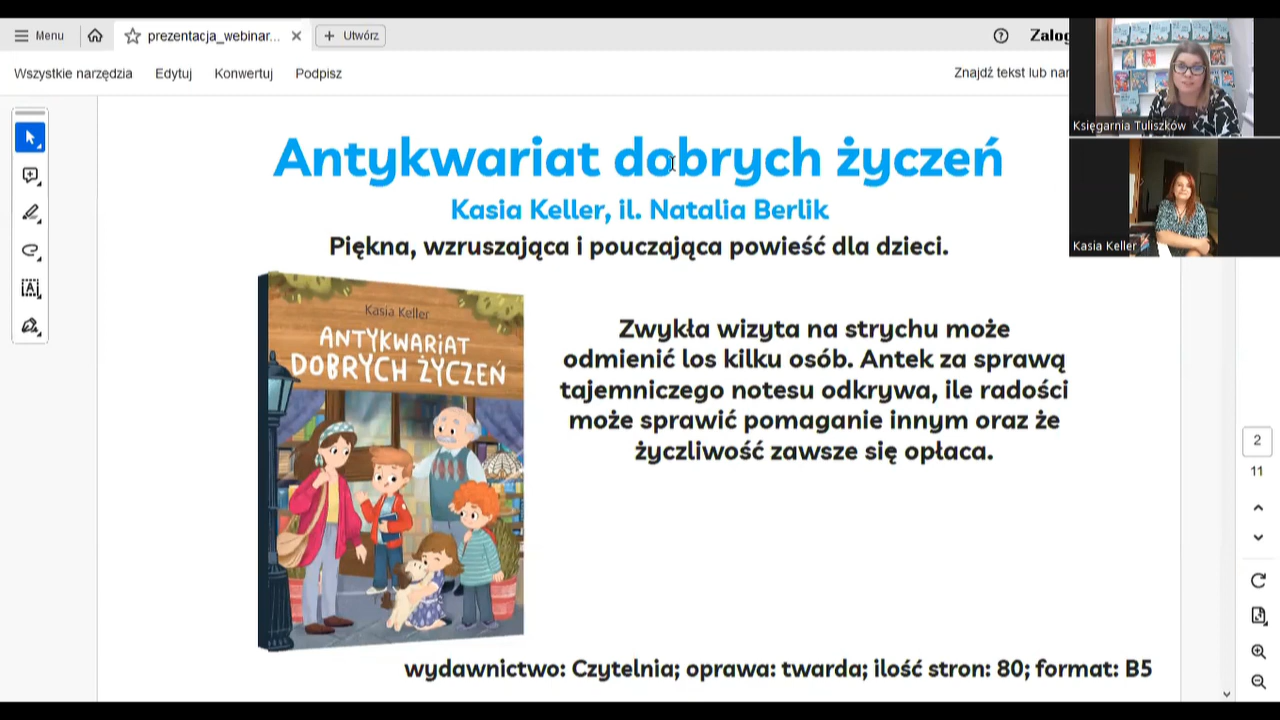 Menu
prezentacja_webinar...
Utwórz
Zalog
Wszystkie narzędzia
Edytuj
Konwertuj
Podpisz
Znajdź tekst lub nar
Księgarnia Tuliszków
Kasia Keller
Antykwariat dobrych życzeń
Kasia Keller, il. Natalia Berlik
Piękna, wzruszająca i pouczająca powieść dla dzieci.
Kasia Keller
ANTYKWARIAT
DOBRYCH ŻYCZEŃ
Zwykła wizyta na strychu może
odmienić los kilku osób. Antek za sprawą
tajemniczego notesu odkrywa, ile radości
może sprawić pomaganie innym oraz że
życzliwość zawsze się opłaca.
wydawnictwo: Czytelnia; oprawa: twarda; ilość stron: 80; format: B5
2
11